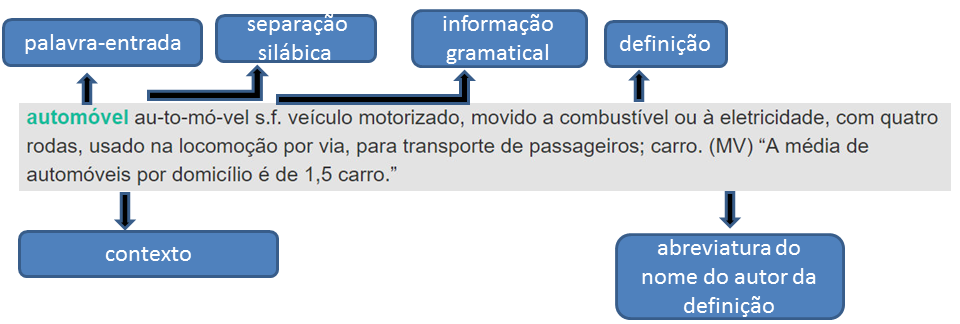 palavra-entrada
separação
silábica
informação
gramatical
definição
automóvel au-to-mó-vel s.f. veículo motorizado, movido a combustível ou à eletricidade, com quatro
rodas, usado na locomoção por via, para transporte de passageiros; carro. (MV) “A média de
automóveis por domicílio é de 1,5 carro.”
contexto
abreviatura do
nome do autor da
definição